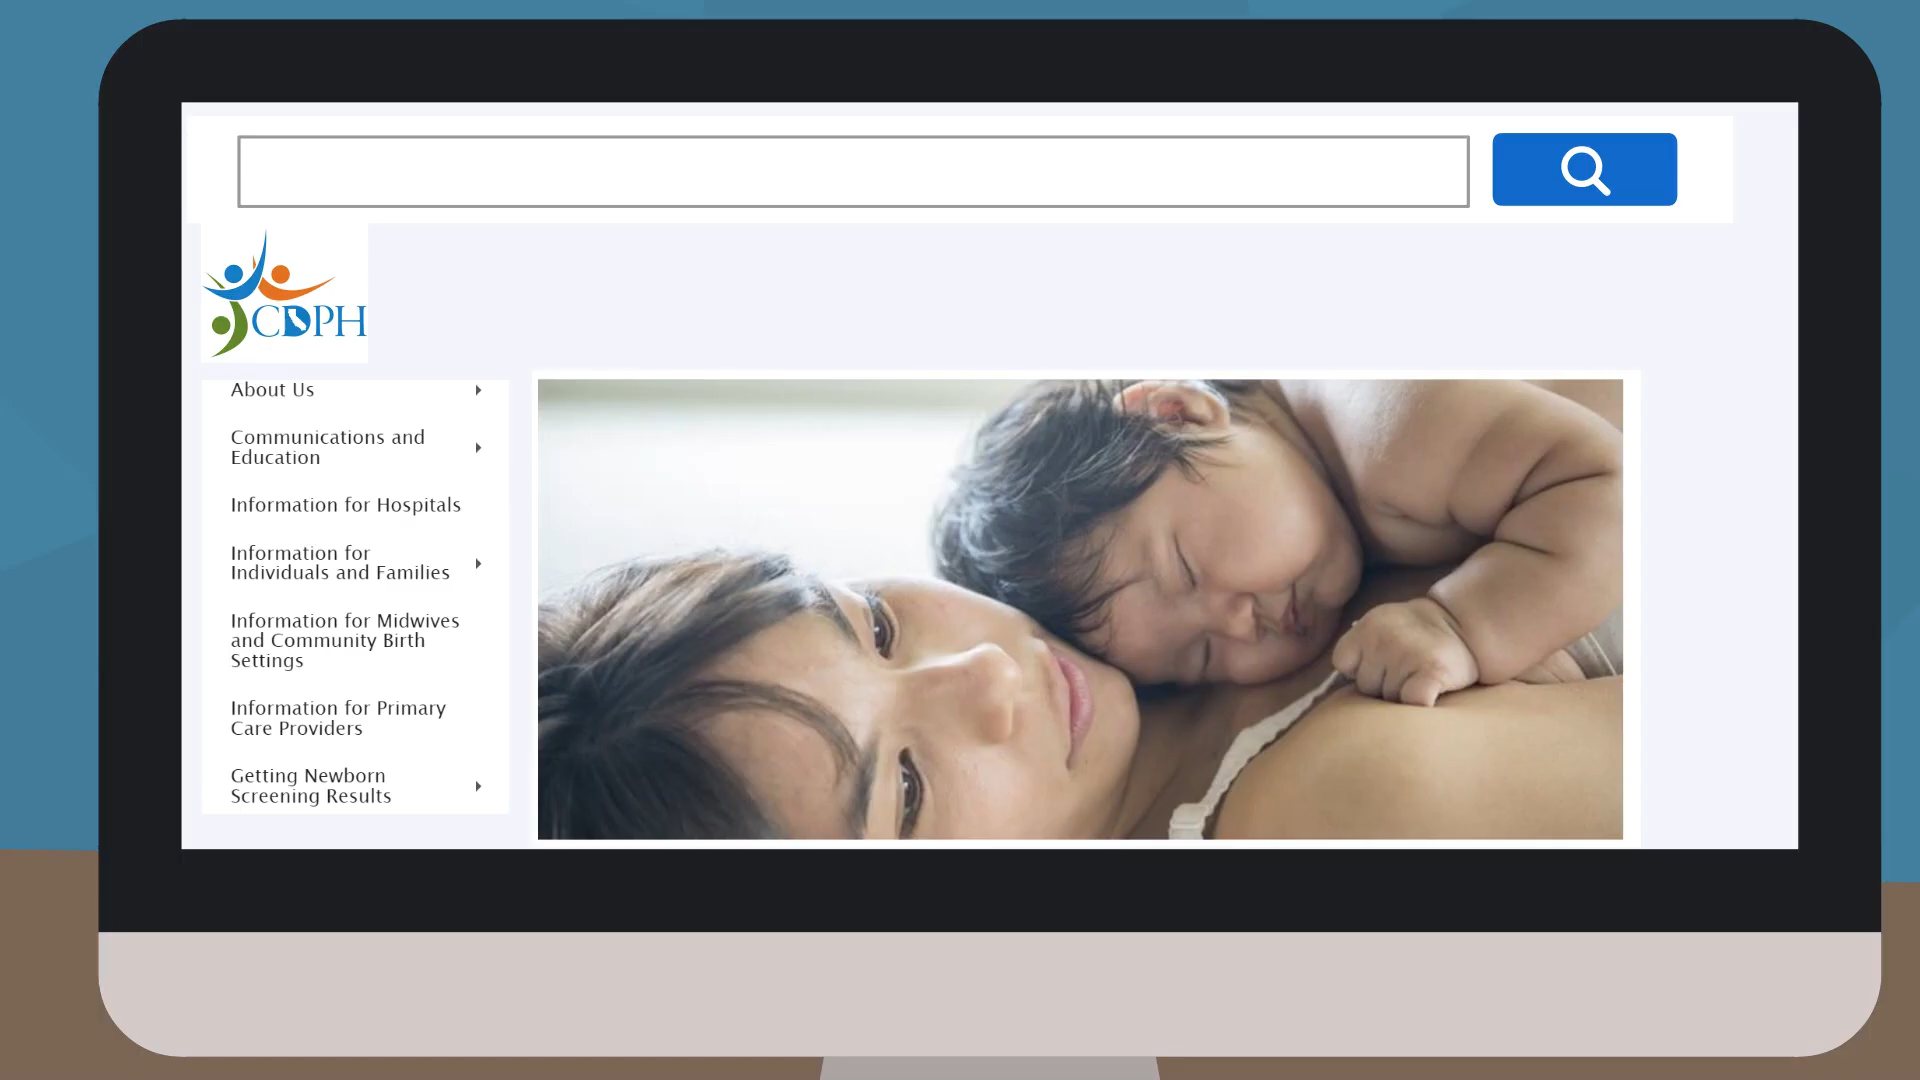 CDPH
About Us
Communications and
Education
Information for Hospitals
Information for
Individuals and Families
Information for Midwives
and Community Birth
Settings
Information for Primary
Care Providers
Getting Newborn
Screening Results